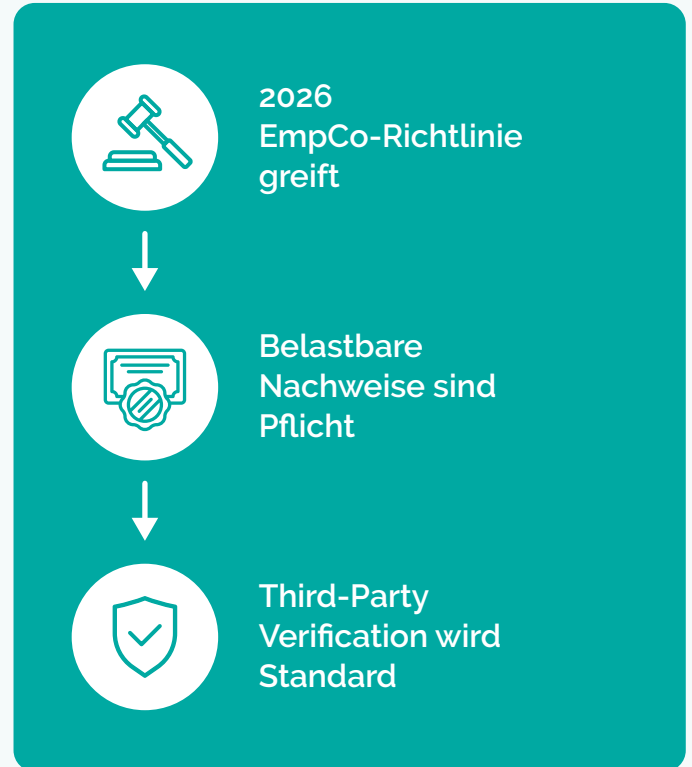 2026
EmpCo-Richtlinie
greift
Belastbare
Nachweise sind
Pflicht
Third-Party
Verification wird
Standard